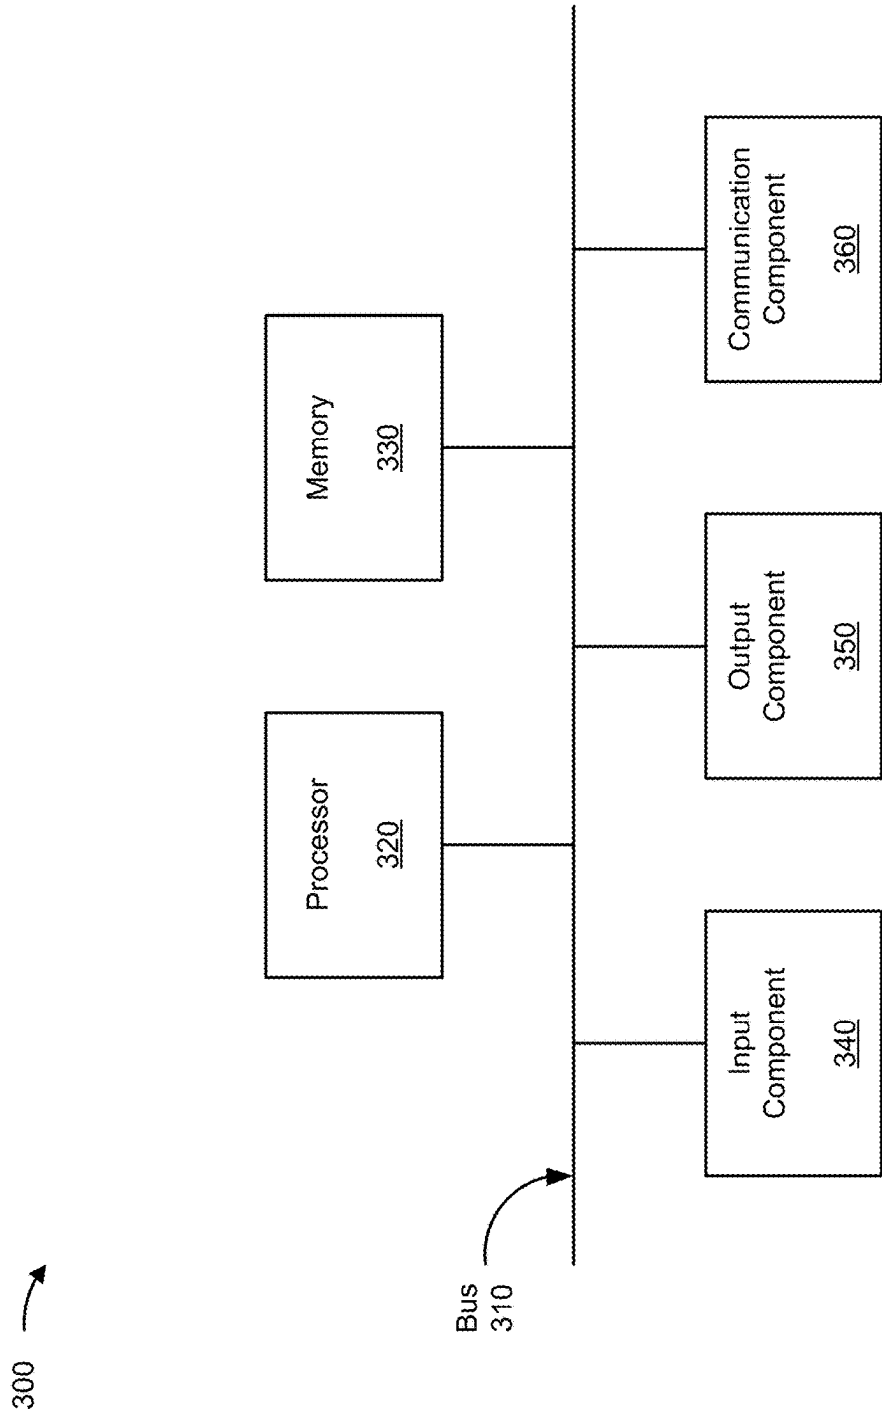 300
Processor
320
Memory
330
Bus
310
Input
Component
340
Output
Component
350
Communication
Component
360